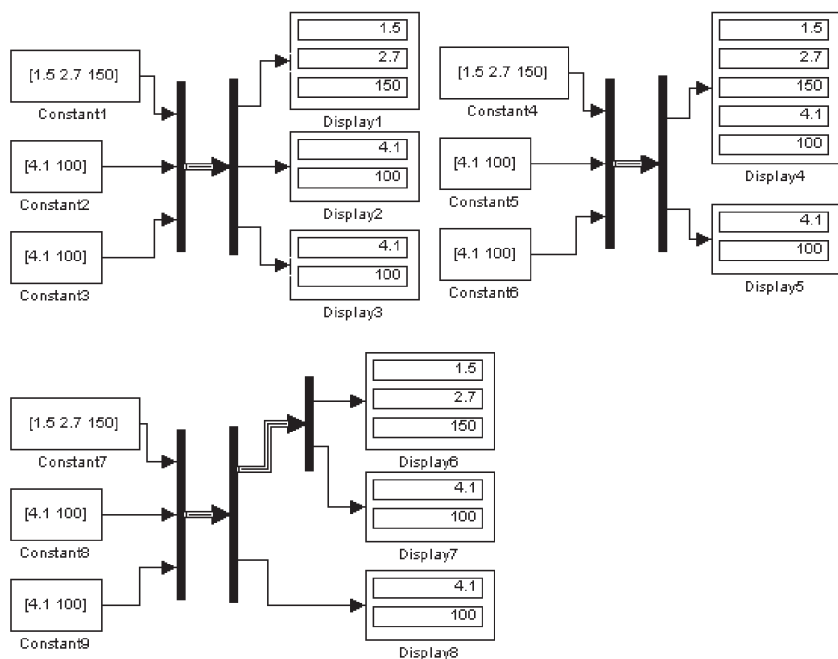 [1.5 2.7 150]
Constant1
[4.1 100]
Constant2
[4.1 100]
Constant3
1.5
2.7
150
Display1
4.1
100
Display2
4.1
100
Display3
[1.5 2.7 150]
Constant4
[4.1 100]
Constant5
[4.1 100]
Constant6
1.5
2.7
150
4.1
100
Display4
4.1
100
Display5
[1.5 2.7 150]
Constant7
[4.1 100]
Constant8
[4.1 100]
Constant9
1.5
2.7
150
Display6
4.1
100
Display7
4.1
100
Display8